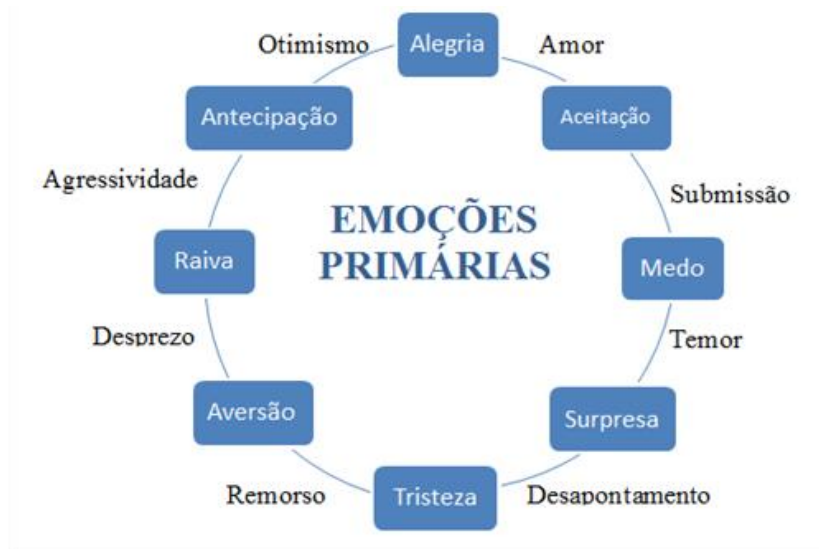 Otimismo
Alegria
Amor
Antecipação
Aceitação
Agressividade
Submissão
EMOÇÕES
PRIMÁRIAS
Raiva
Medo
Desprezo
Temor
Aversão
Surpresa
Remorso
Tristeza
Desapontamento